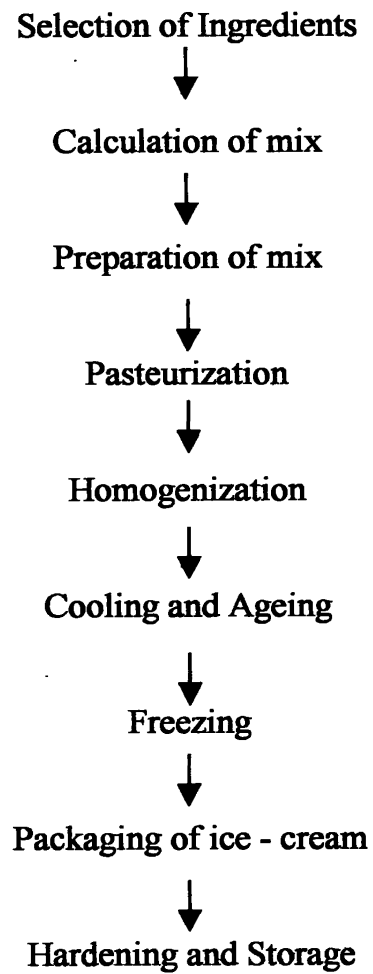 Selection of Ingredients
Calculation of mix
Preparation of mix
Pasteurization
Homogenization
Cooling and Ageing
Freezing
Packaging of ice - cream
Hardening and Storage